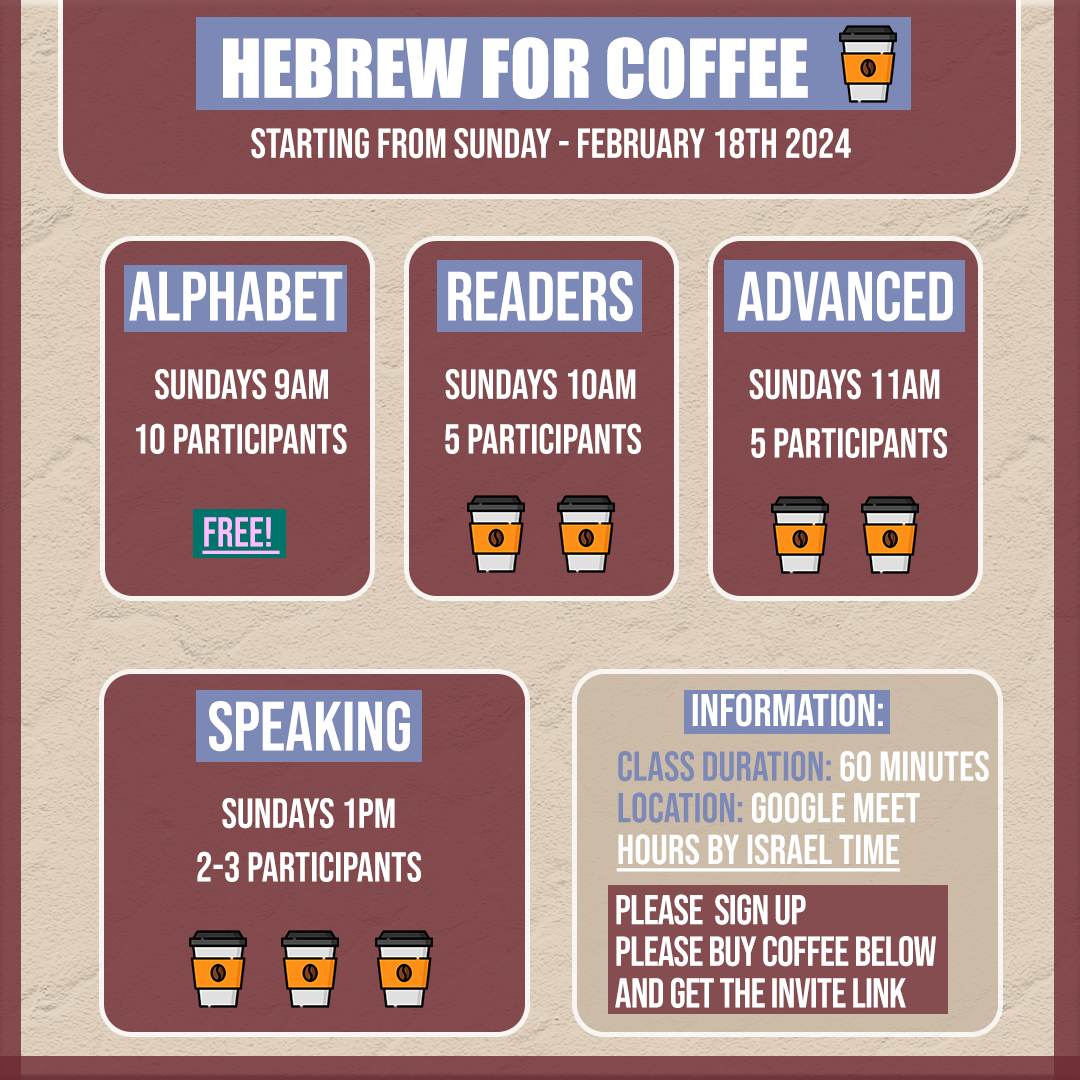 HEBREW FOR COFFEE
STARTING FROM SUNDAY - FEBRUARY 18TH 2024
ALPHABET
SUNDAYS 9AM
10 PARTICIPANTS
FREE!
READERS
SUNDAYS 10AM
5 PARTICIPANTS
ADVANCED
SUNDAYS 11AM
5 PARTICIPANTS
SPEAKING
SUNDAYS 1PM
2-3 PARTICIPANTS
INFORMATION:
CLASS DURATION: 60 MINUTES
LOCATION: GOOGLE MEET
HOURS BY ISRAEL TIME
PLEASE SIGN UP
PLEASE BUY COFFEE BELOW
AND GET THE INVITE LINK